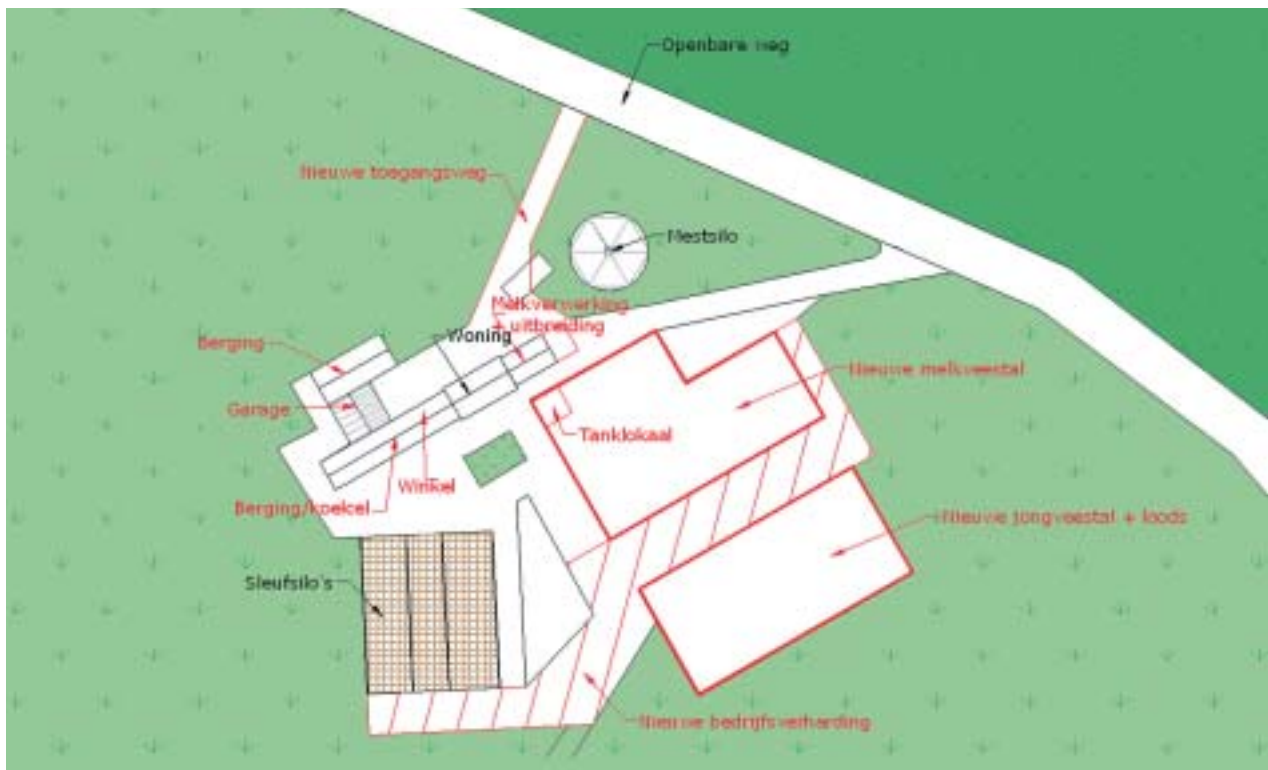 Openbare weg
Nieuwe toegangsweg
Mestsilo
Melkverwerking
+ uitbreiding
Woning
Berging
Nieuwe melkveestal
Garage
Tanklokaal
Winkel
Berging/koelcel
Nieuwe jongveestal + loods
Sleufsilo's
Nieuwe bedrijfsverharding